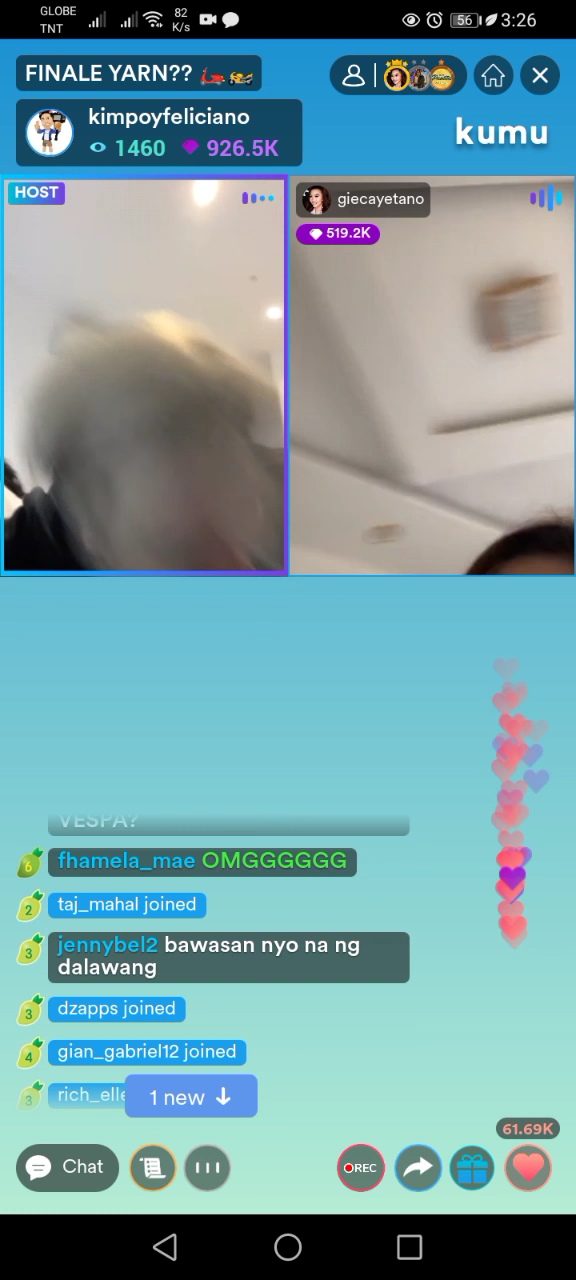 GLOBE
TNT
82
K/s
56
3:26
FINALE YARN??
kimpoyfeliciano
1460 926.5K
kumu
HOST
giecayetano
519.2K
VESPA?
6 fhamela_mae OMGGGGGG
2 taj_mahal joined
3 jennybel2 bawasan nyo na ng
dalawang
3 dzapps joined
4 gian_gabriel12 joined
3 rich_elle
1 new
61.69K
Chat
REC